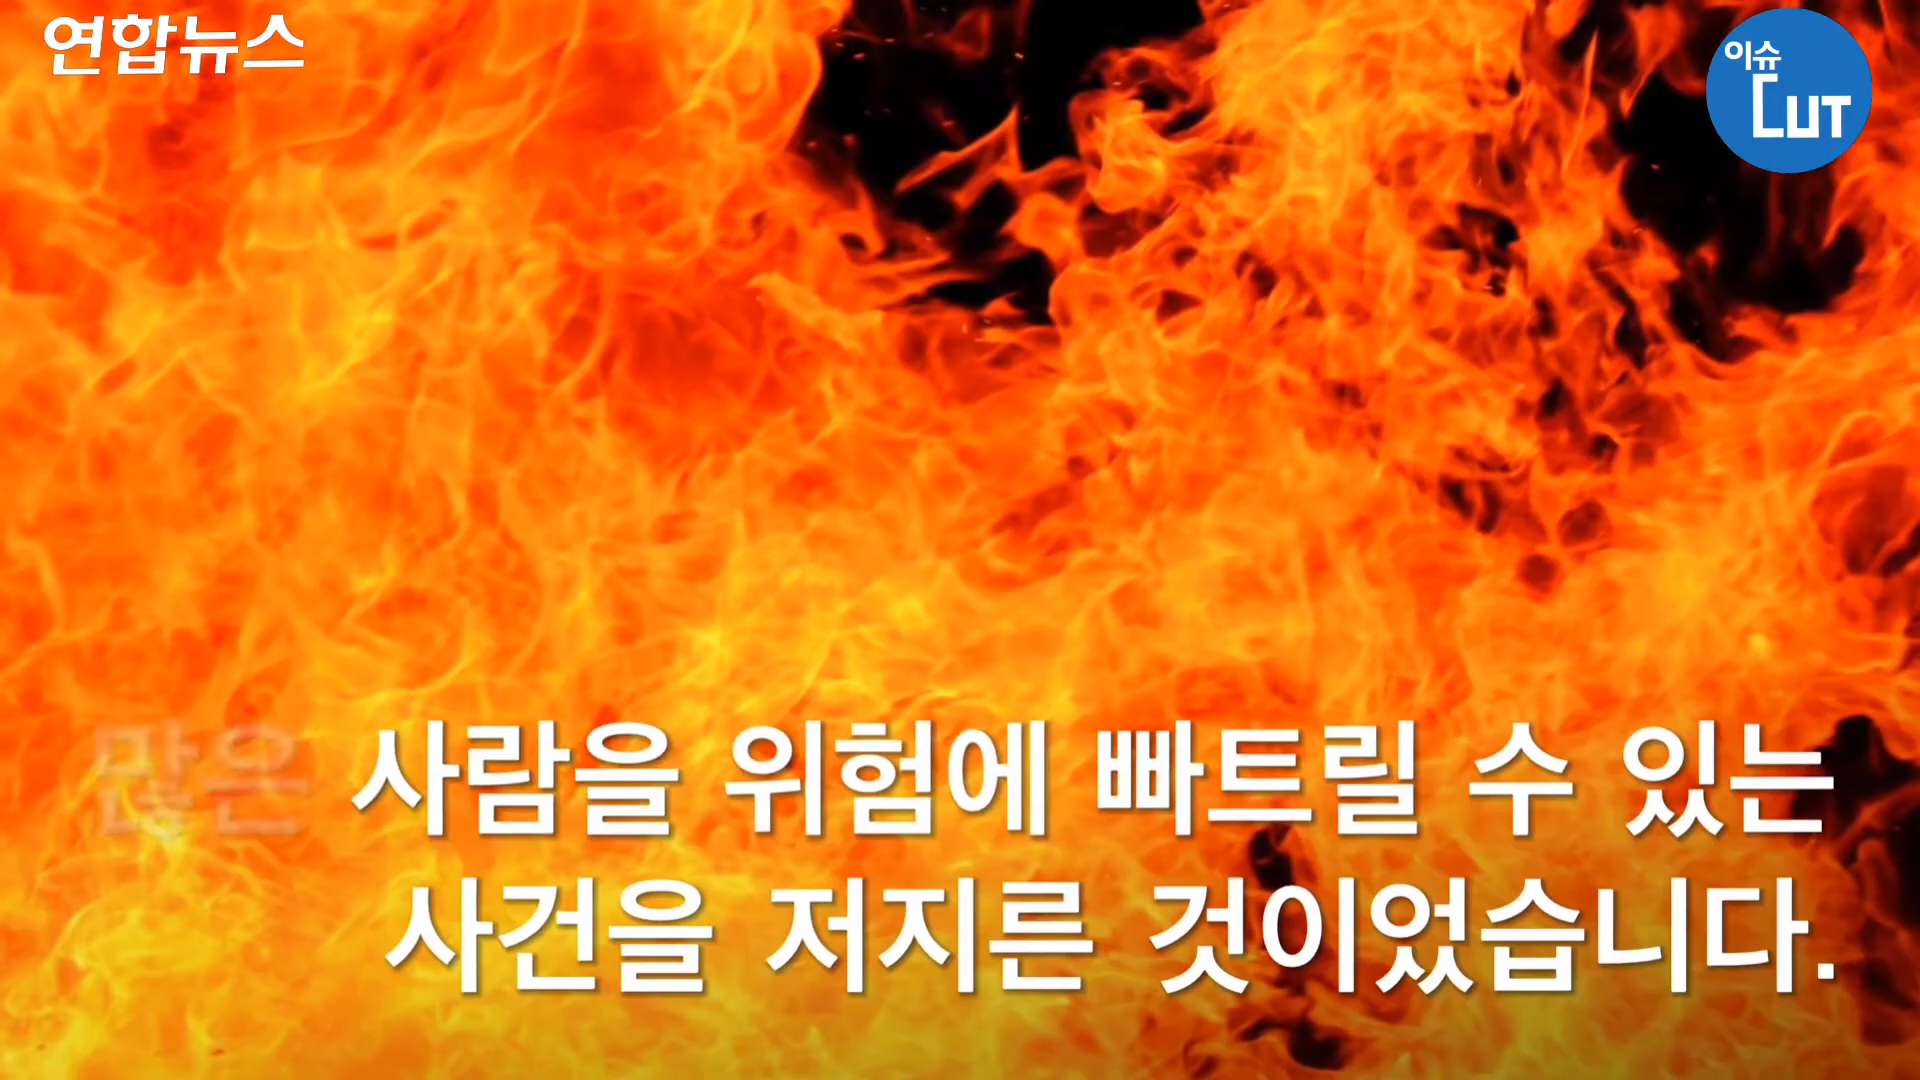 연합뉴스
이슈
CUT
많은 사람을 위험에 빠트릴 수 있는
사건을 저지른 것이었습니다.